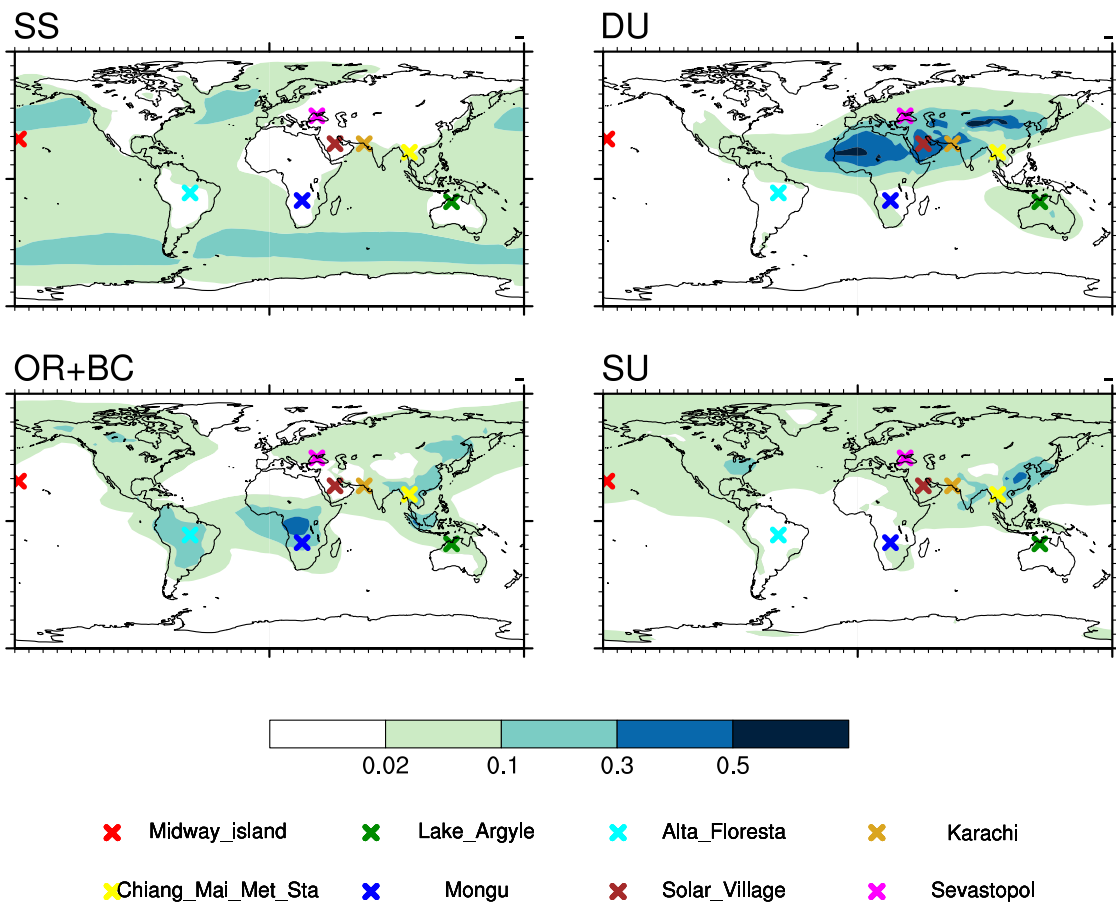 SS
-
DU
-
OR+BC
-
SU
-
0.02 0.1 0.3 0.5
Midway_island Lake_Argyle Alta_Floresta Karachi
Chiang_Mai_Met_Sta Mongu Solar_Village Sevastopol